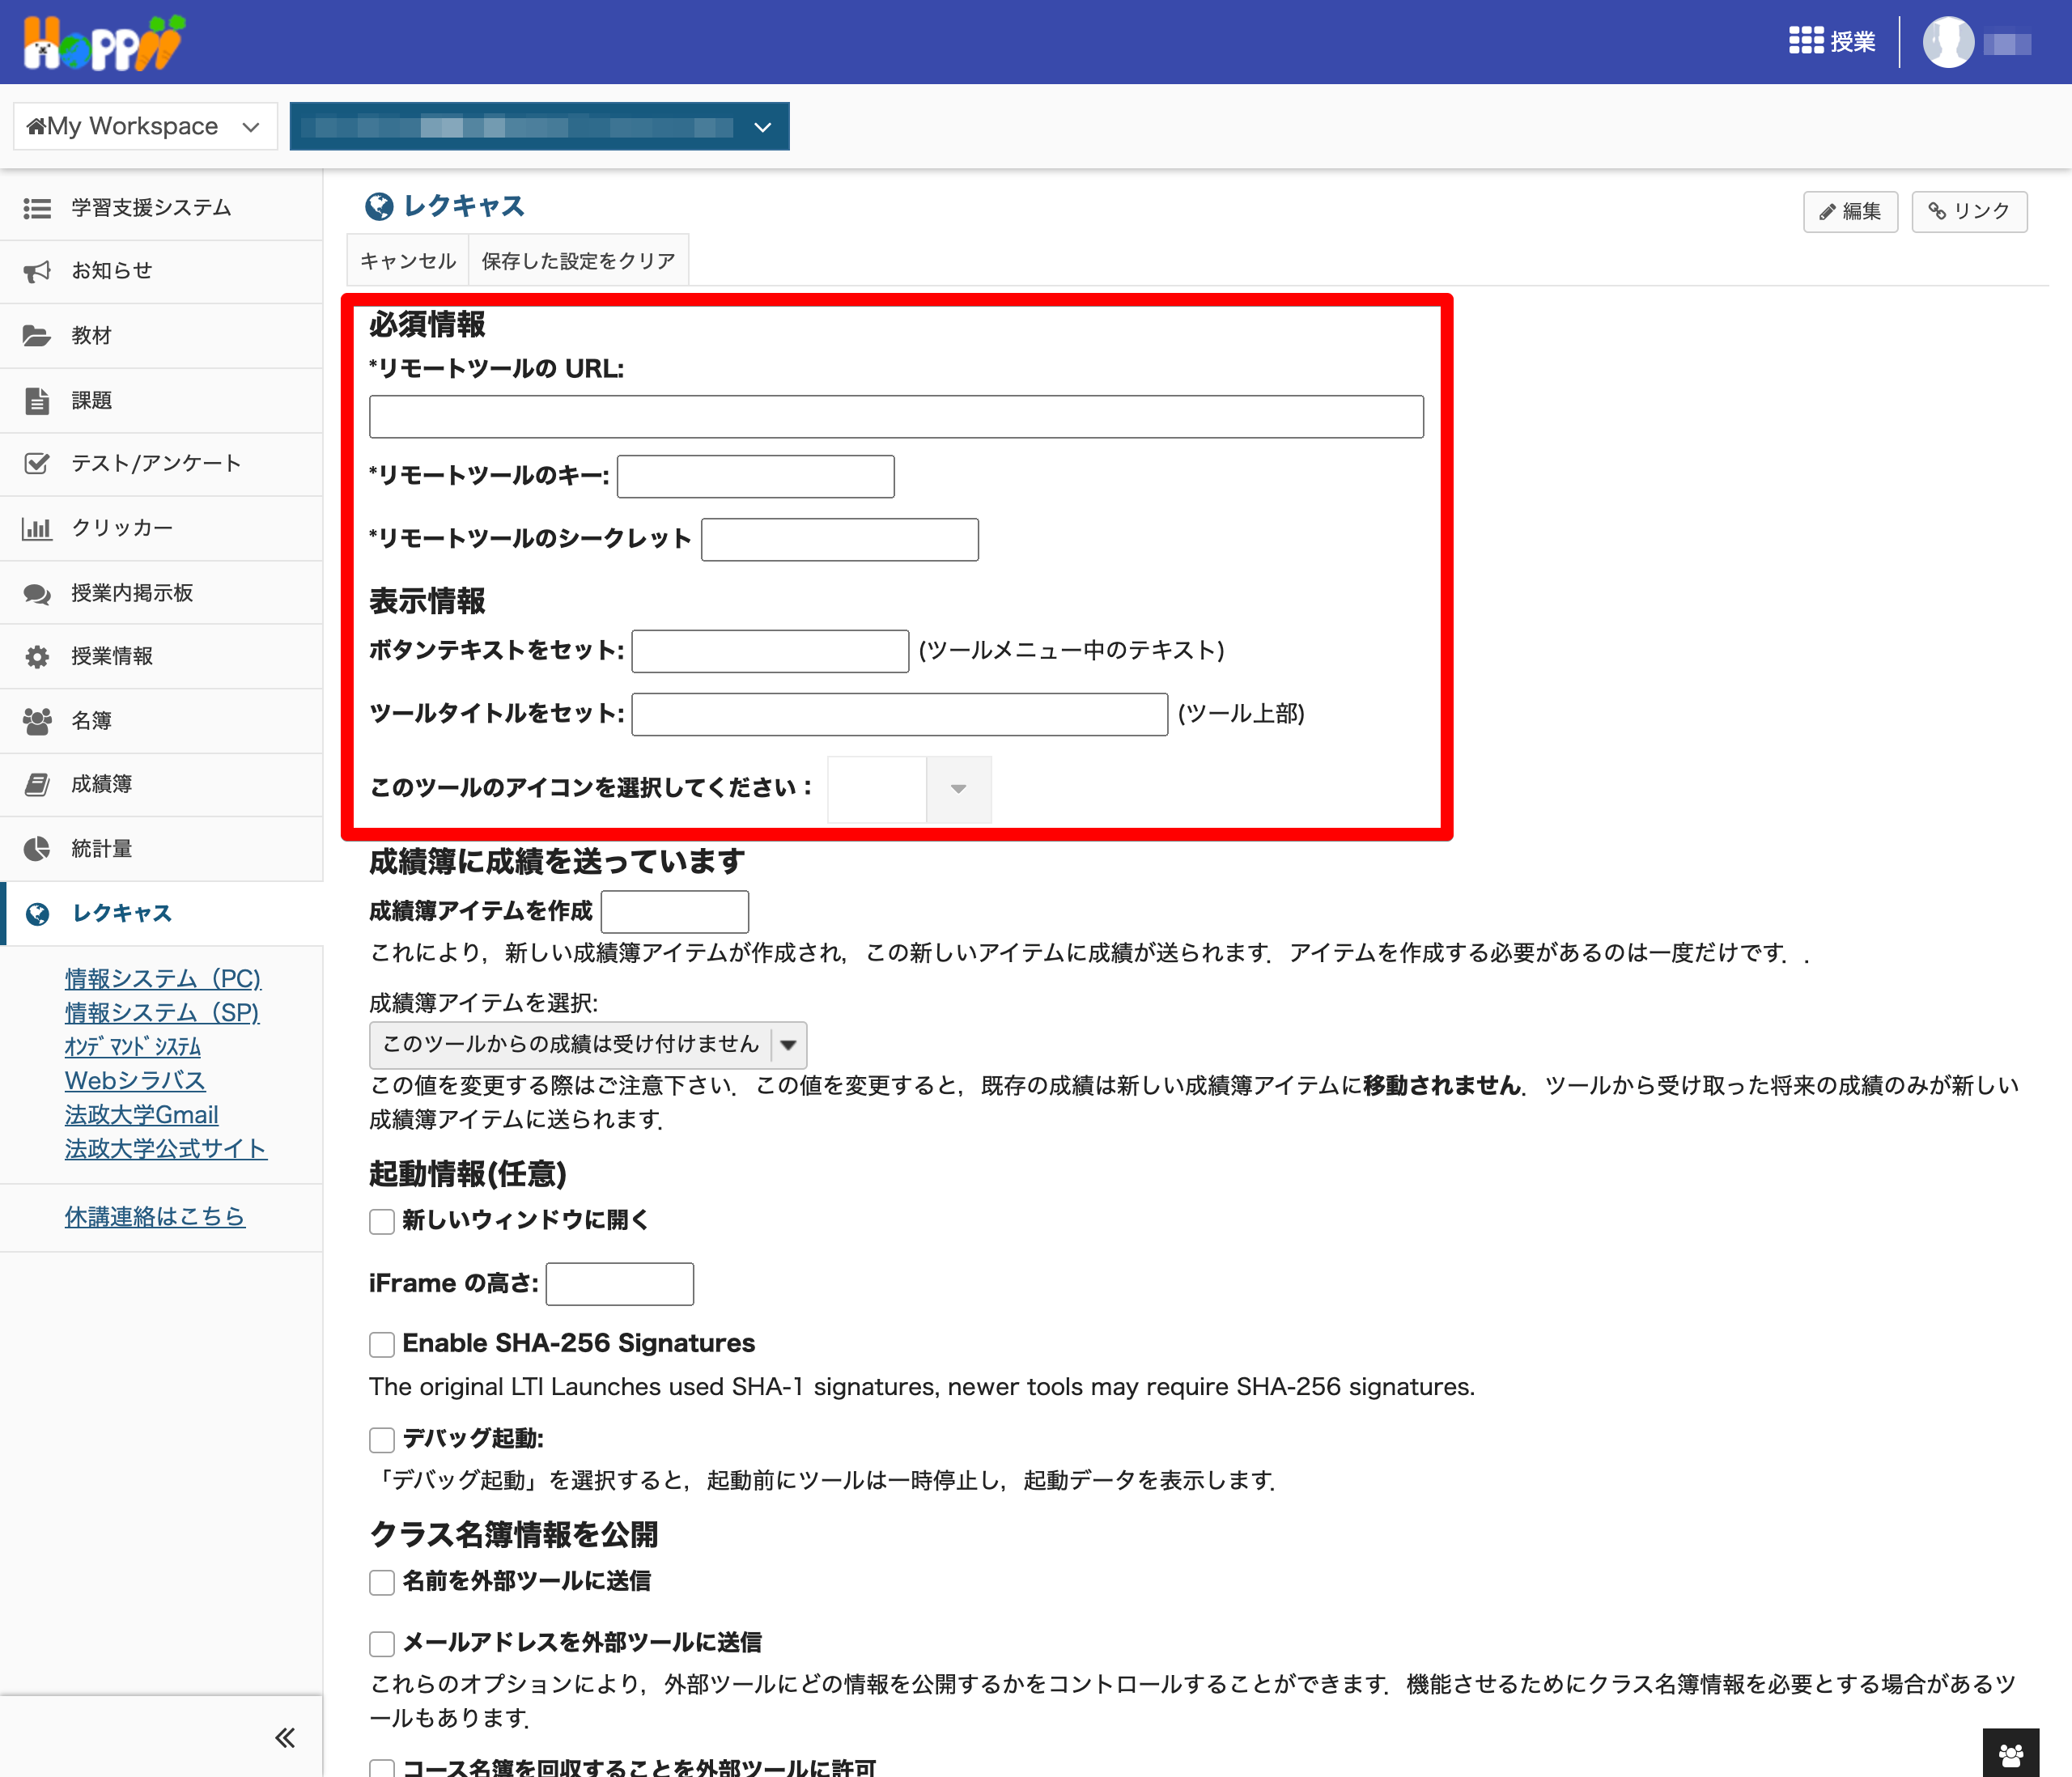 Hoppii
授業
My Workspace
学習支援システム
お知らせ
教材
課題
テスト/アンケート
クリッカー
授業内掲示板
授業情報
名簿
成績簿
統計量
レクキャス
情報システム（PC)
情報システム（SP)
ｵﾝﾃﾞﾏﾝﾄﾞｼｽﾃﾑ
Webシラバス
法政大学Gmail
法政大学公式サイト
休講連絡はこちら
レクキャス
編集
リンク
キャンセル
保存した設定をクリア
必須情報
*リモートツールの URL:
*リモートツールのキー:
*リモートツールのシークレット
表示情報
ボタンテキストをセット: (ツールメニュー中のテキスト)
ツールタイトルをセット: (ツール上部)
このツールのアイコンを選択してください：
成績簿に成績を送っています
成績簿アイテムを作成
これにより，新しい成績簿アイテムが作成され，この新しいアイテムに成績が送られます．アイテムを作成する必要があるのは一度だけです．.
成績簿アイテムを選択:
このツールからの成績は受け付けません
この値を変更する際はご注意下さい．この値を変更すると，既存の成績は新しい成績簿アイテムに移動されません．ツールから受け取った将来の成績のみが新しい
成績簿アイテムに送られます．
起動情報(任意)
新しいウィンドウに開く
iFrame の高さ:
Enable SHA-256 Signatures
The original LTI Launches used SHA-1 signatures, newer tools may require SHA-256 signatures.
デバッグ起動:
「デバッグ起動」を選択すると，起動前にツールは一時停止し，起動データを表示します．
クラス名簿情報を公開
名前を外部ツールに送信
メールアドレスを外部ツールに送信
これらのオプションにより，外部ツールにどの情報を公開するかをコントロールすることができます．機能させるためにクラス名簿情報を必要とする場合があるツ
ールもあります．
コース名簿を回収することを外部ツールに許可